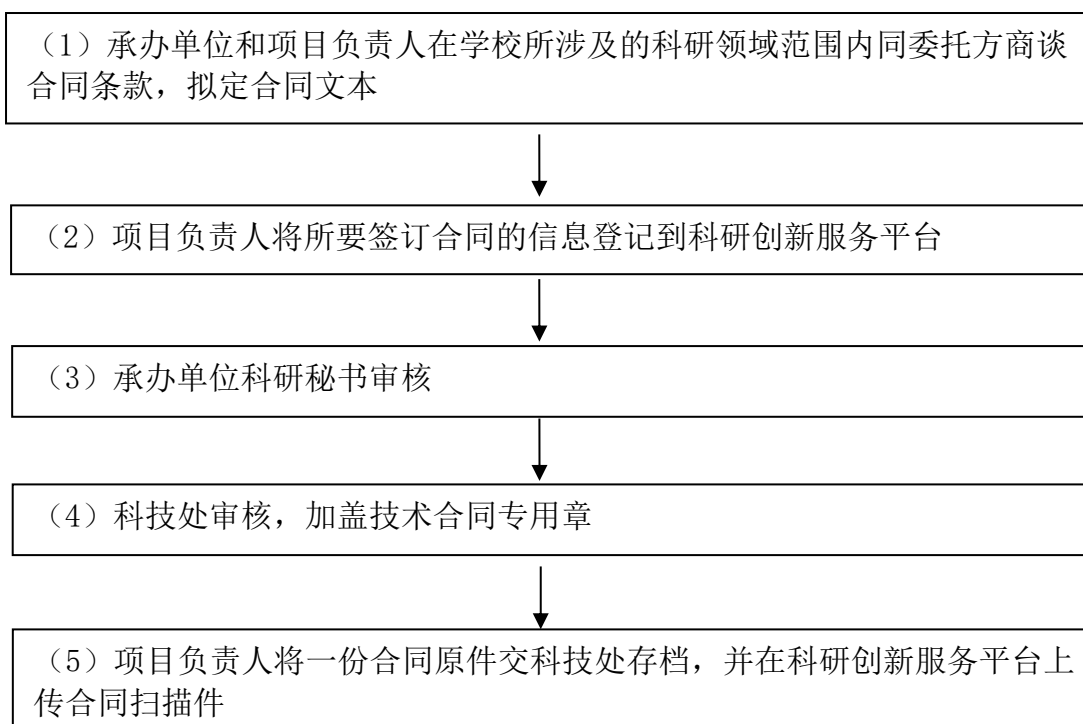 （1）承办单位和项目负责人在学校所涉及的科研领域范围内同委托方商谈
合同条款，拟定合同文本
（2）项目负责人将所要签订合同的信息登记到科研创新服务平台
（3）承办单位科研秘书审核
（4）科技处审核，加盖技术合同专用章
（5）项目负责人将一份合同原件交科技处存档，并在科研创新服务平台上
传合同扫描件